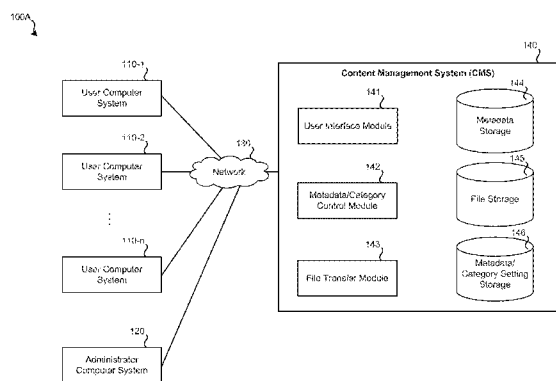 100A
140
Content Management System (CMS)
110-1
User Computer
System
141
User Interface Module
144
Metadata
Storage
110-2
User Computer
System
130
Network
142
Metadata/Category
Control Module
145
File Storage
⋮
110-n
User Computer
System
143
File Transfer Module
146
Metadata/
Category Setting
Storage
120
Administrator
Computer System